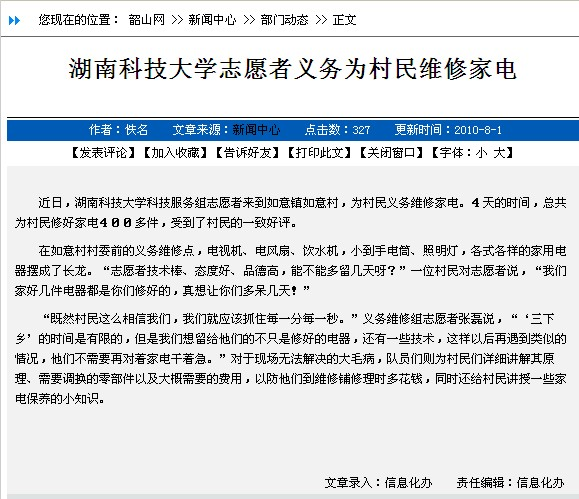 您现在的位置： 韶山网 >> 新闻中心 >> 部门动态 >> 正文
湖南科技大学志愿者义务为村民维修家电
作者：佚名 文章来源：新闻中心 点击数：327 更新时间：2010-8-1
【发表评论】【加入收藏】【告诉好友】【打印此文】【关闭窗口】【字体：小 大】
近日，湖南科技大学科技服务组志愿者来到如意镇如意村，为村民义务维修家电。4天的时间，总共
为村民修好家电400多件，受到了村民的一致好评。
在如意村村委前的义务维修点，电视机、电风扇、饮水机，小到手电筒、照明灯，各式各样的家用电
器摆成了长龙。“志愿者技术棒、态度好、品德高，能不能多留几天呀？”一位村民对志愿者说，“我们
家好几件电器都是你们修好的，真想让你们多呆几天！”
“既然村民这么相信我们，我们就应该抓住每一分每一秒。”义务维修组志愿者张磊说，“‘三下
乡’的时间是有限的，但是我们想留给他们的不只是修好的电器，还有一些技术，这样以后再遇到类似的
情况，他们不需要再对着家电干着急。”对于现场无法解决的大毛病，队员们则为村民们详细讲解其原
理、需要调换的零部件以及大概需要的费用，以防他们到维修铺修理时多花钱，同时还给村民讲授一些家
电保养的小知识。
文章录入：信息化办 责任编辑：信息化办